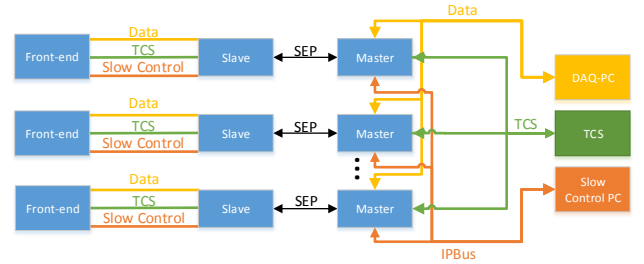 Data
Data
TCS
Slow Control
Front-end
Slave
SEP
Master
DAQ-PC
Data
TCS
Slow Control
Front-end
Slave
SEP
Master
TCS
TCS
Data
TCS
Slow Control
Front-end
Slave
SEP
Master
Slow
Control PC
IPBus